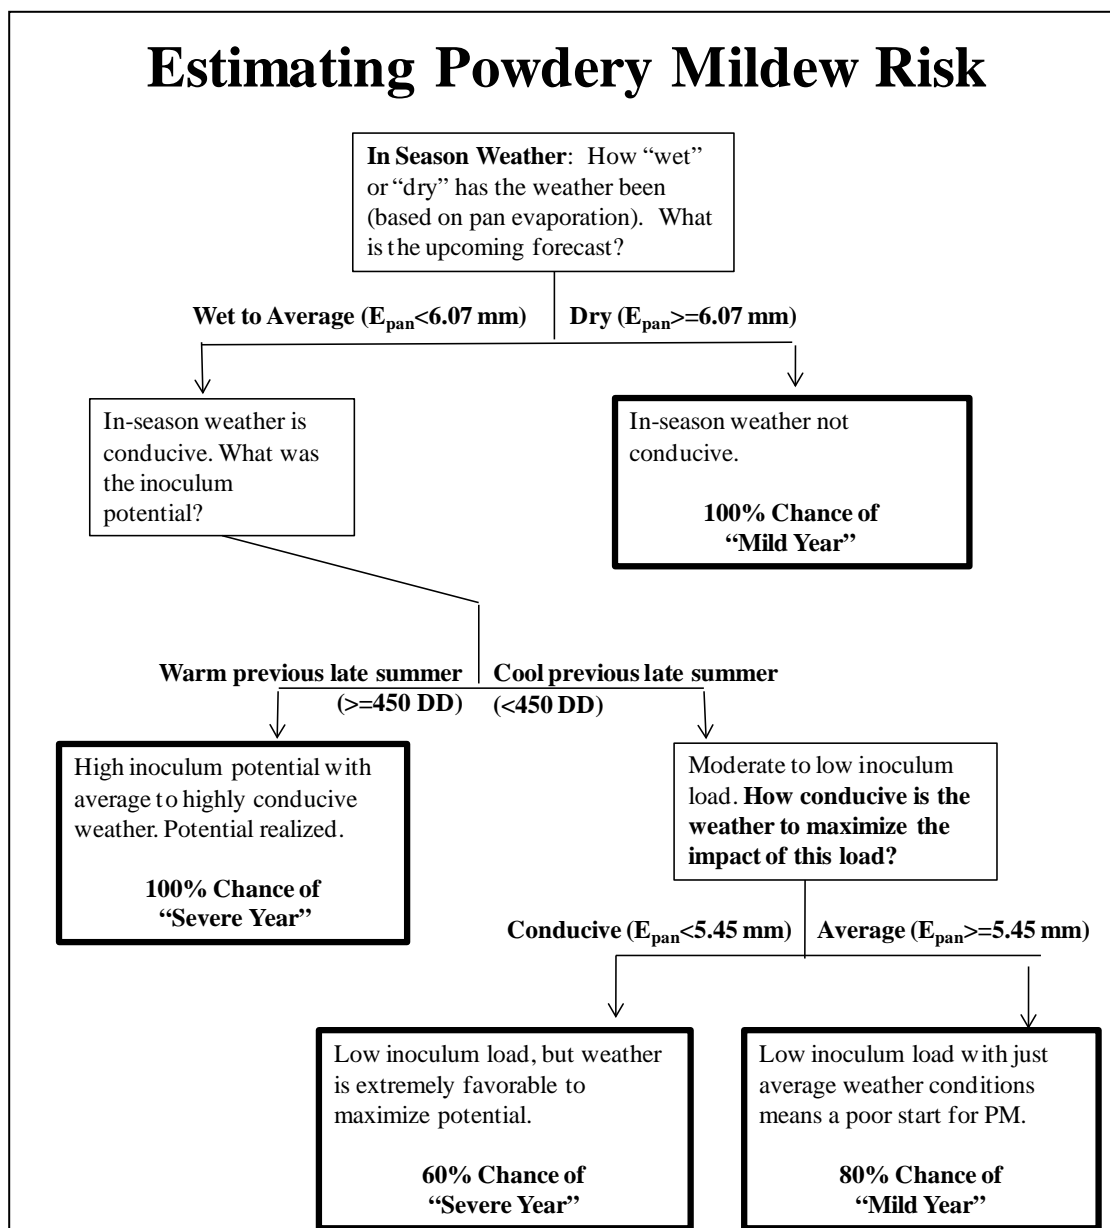 Estimating Powdery Mildew Risk
In Season Weather: How “wet”
or “dry” has the weather been
(based on pan evaporation). What
is the upcoming forecast?
Wet to Average (Epan<6.07 mm)
Dry (Epan>=6.07 mm)
In-season weather is
conducive. What was
the inoculum
potential?
In-season weather not
conducive.
100% Chance of
“Mild Year”
Warm previous late summer
(>=450 DD)
Cool previous late summer
(<450 DD)
High inoculum potential with
average to highly conducive
weather. Potential realized.
100% Chance of
“Severe Year”
Moderate to low inoculum
load. How conducive is the
weather to maximize the
impact of this load?
Conducive (Epan<5.45 mm)
Average (Epan>=5.45 mm)
Low inoculum load, but weather
is extremely favorable to
maximize potential.
60% Chance of
“Severe Year”
Low inoculum load with just
average weather conditions
means a poor start for PM.
80% Chance of
“Mild Year”